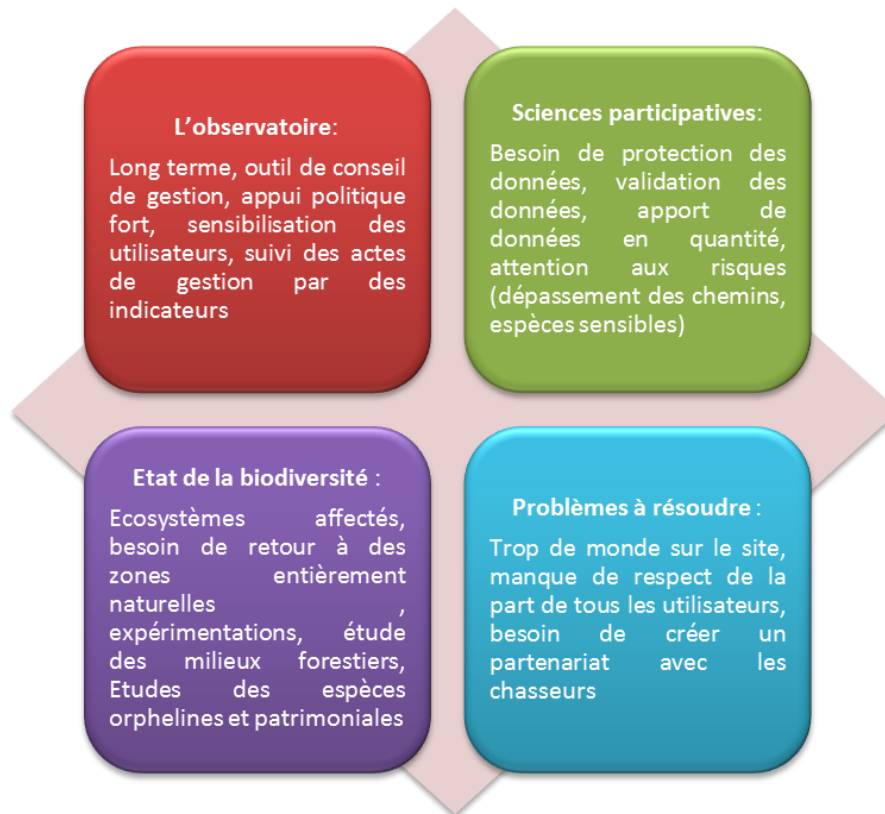 L'observatoire:
Long terme, outil de conseil
de gestion, appui politique
fort, sensibilisation des
utilisateurs, suivi des actes
de gestion par des
indicateurs
Sciences participatives:
Besoin de protection des
données, validation des
données, apport de
données en quantité,
attention aux risques
(dépassement des chemins,
espèces sensibles)
Etat de la biodiversité :
Ecosystèmes affectés,
besoin de retour à des
zones entièrement
naturelles ,
expérimentations, étude
des milieux forestiers,
Etudes des espèces
orphelines et patrimoniales
Problèmes à résoudre :
Trop de monde sur le site,
manque de respect de la
part de tous les utilisateurs,
besoin de créer un
partenariat avec les
chasseurs